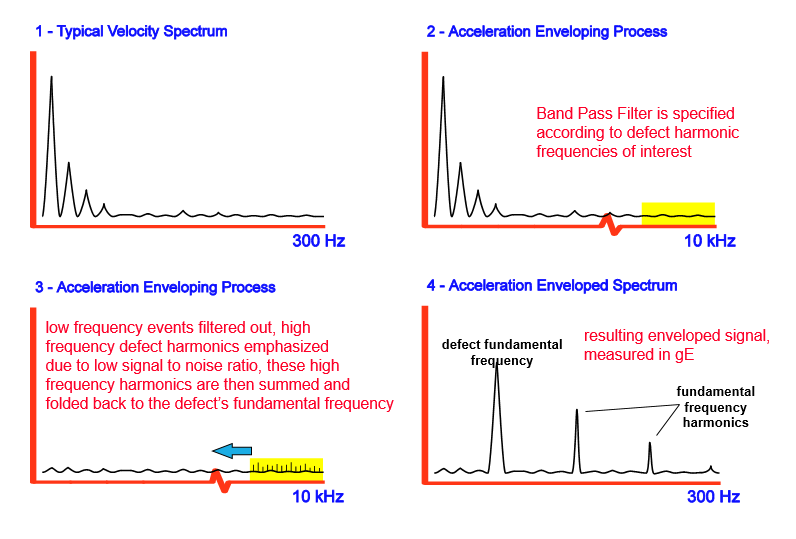 1 - Typical Velocity Spectrum
300 Hz
2 - Acceleration Enveloping Process
Band Pass Filter is specified
according to defect harmonic
frequencies of interest
10 kHz
3 - Acceleration Enveloping Process
low frequency events filtered out, high
frequency defect harmonics emphasized
due to low signal to noise ratio, these high
frequency harmonics are then summed and
folded back to the defect's fundamental frequency
10 kHz
4 - Acceleration Enveloped Spectrum
defect fundamental
frequency
resulting enveloped signal,
measured in gE
fundamental
frequency
harmonics
300 Hz